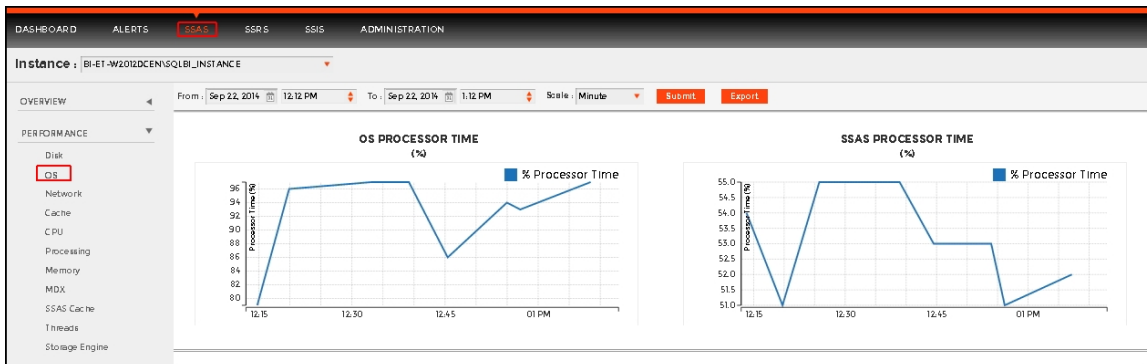 DASHBOARD ALERTS SSAS SSRS SSIS ADMINISTRATION
Instance : BI-ET-W2012DCEN\SQLBI_INSTANCE
OVERVIEW
From : Sep 22, 2014 12:12 PM To : Sep 22, 2014 1:12 PM Scale : Minute Submit Export
PERFORMANCE
Disk
OS
Network
Cache
CPU
Processing
Memory
MDX
SSAS Cache
Threads
Storage Engine
OS PROCESSOR TIME
(%)
% Processor Time
Processor Time (%)
96
94
92
90
88
86
84
82
80
12:15 12:30 12:45 01 PM
SSAS PROCESSOR TIME
(%)
% Processor Time
Processor Time (%)
55.0
54.5
54.0
53.5
53.0
52.5
52.0
51.5
51.0
12:15 12:30 12:45 01 PM